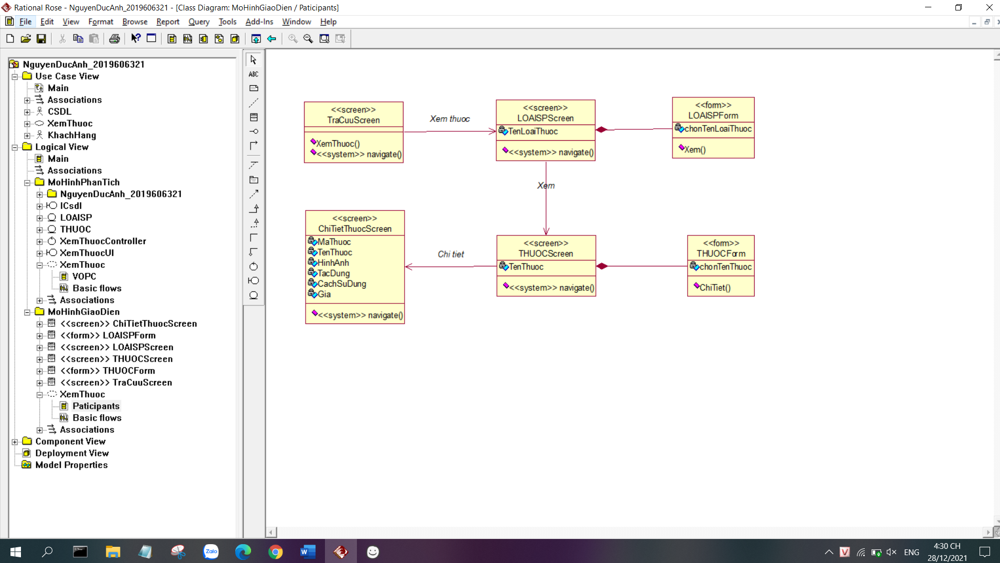 Rational Rose - NguyenDucAnh_2019606321 - [Class Diagram: MoHinhGiaoDien / Paticipants]
File Edit View Format Browse Report Query Tools Add-Ins Window Help
NguyenDucAnh_2019606321
Use Case View
Main
Associations
CSDL
XemThuoc
KhachHang
Logical View
Main
Associations
MoHinhPhanTich
NguyenDucAnh_2019606321
ICsdl
LOAISP
THUOC
XemThuocController
XemThuocUI
XemThuoc
VOPC
Basic flows
Associations
MoHinhGiaoDien
<<screen>> ChiTietThuocScreen
<<form>> LOAISPForm
<<screen>> LOAISPScreen
<<screen>> THUOCScreen
<<form>> THUOCForm
<<screen>> TraCuuScreen
XemThuoc
Paticipants
Basic flows
Associations
Component View
Deployment View
Model Properties
ABC
<<screen>>
TraCuuScreen
XemThuoc()
<<system>> navigate()
Xem thuoc
<<screen>>
LOAISPScreen
TenLoaiThuoc
<<system>> navigate()
<<form>>
LOAISPForm
chonTenLoaiThuoc
Xem()
Xem
<<screen>>
ChiTietThuocScreen
MaThuoc
TenThuoc
HinhAnh
TacDung
CachSuDung
Gia
<<system>> navigate()
Chi tiet
<<screen>>
THUOCScreen
TenThuoc
<<system>> navigate()
<<form>>
THUOCForm
chonTenThuoc
ChiTiet()
Zalo
W
V
ENG
4:30 CH
28/12/2021